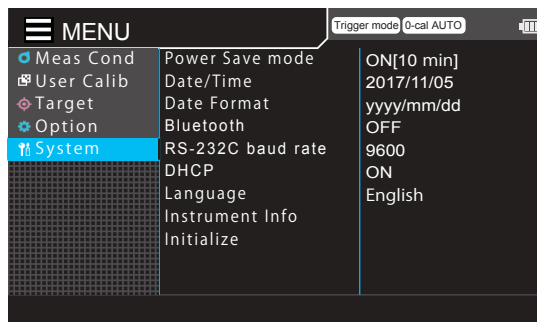 MENU
Trigger mode 0-cal AUTO
Meas Cond
User Calib
Target
Option
System
Power Save mode ON[10 min]
Date/Time 2017/11/05
Date Format yyyy/mm/dd
Bluetooth OFF
RS-232C baud rate 9600
DHCP ON
Language English
Instrument Info
Initialize